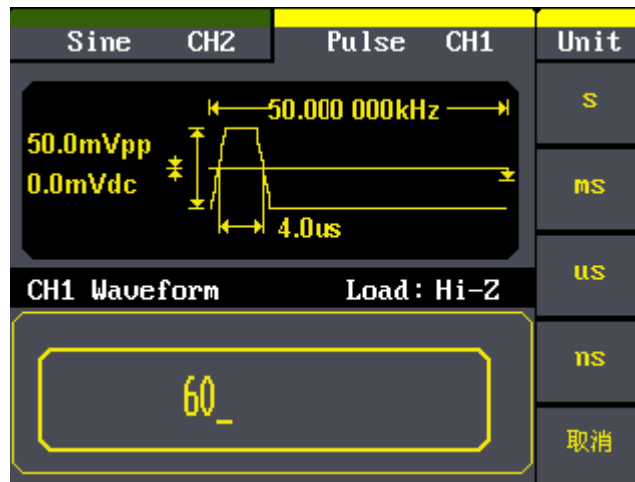 Sine CH2 Pulse CH1 Unit
50.000 000kHz
s
50.0mVpp
0.0mVdc
ms
4.0us
us
CH1 Waveform Load: Hi-Z
ns
60_
取消